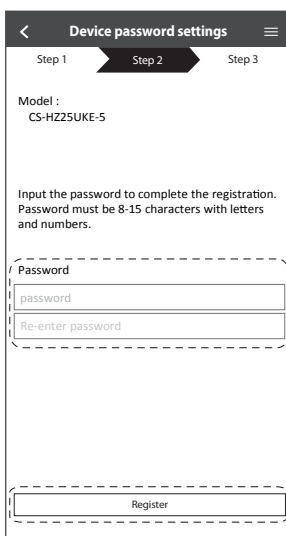 Device password settings
Step 1
Step 2
Step 3
Model :
CS-HZ25UKE-5
Input the password to complete the registration.
Password must be 8-15 characters with letters
and numbers.
Password
password
Re-enter password
Register